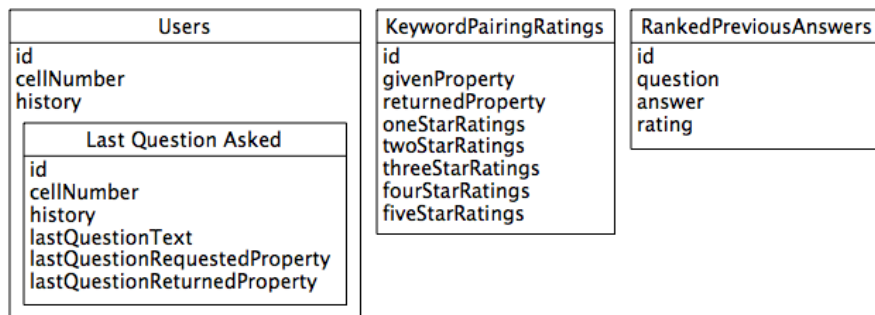 Users
id
cellNumber
history
Last Question Asked
id
cellNumber
history
lastQuestionText
lastQuestionRequestedProperty
lastQuestionReturnedProperty
KeywordPairingRatings
id
givenProperty
returnedProperty
oneStarRatings
twoStarRatings
threeStarRatings
fourStarRatings
fiveStarRatings
RankedPreviousAnswers
id
question
answer
rating